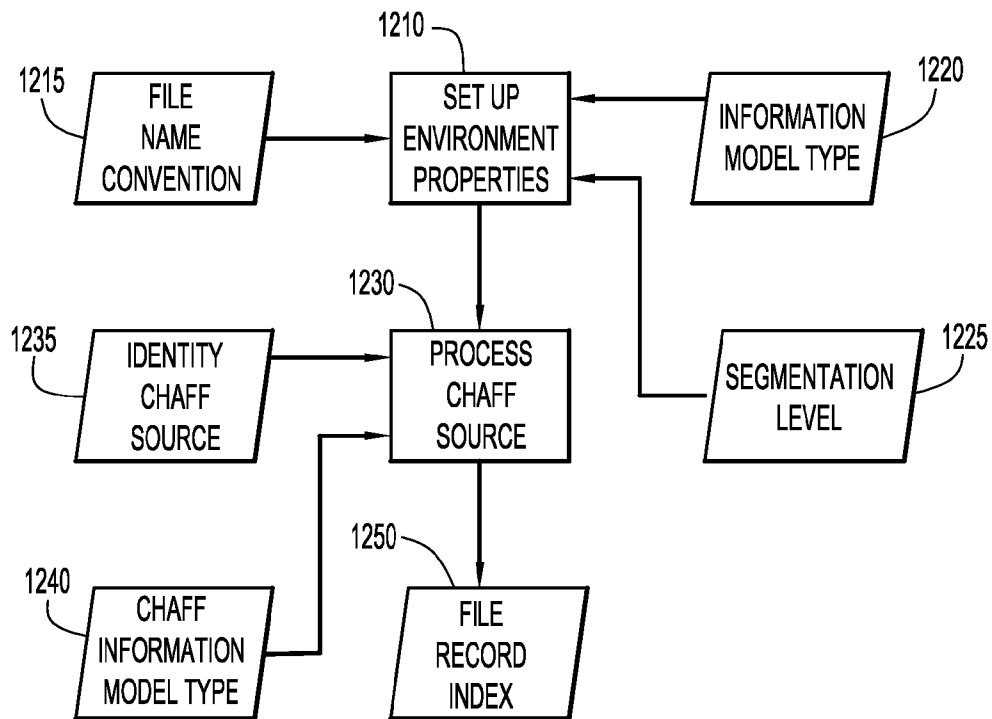 1210
1215
FILE
NAME
CONVENTION
SET UP
ENVIRONMENT
PROPERTIES
1220
INFORMATION
MODEL TYPE
1230
1235
IDENTITY
CHAFF
SOURCE
PROCESS
CHAFF
SOURCE
1225
SEGMENTATION
LEVEL
1240
CHAFF
INFORMATION
MODEL TYPE
1250
FILE
RECORD
INDEX